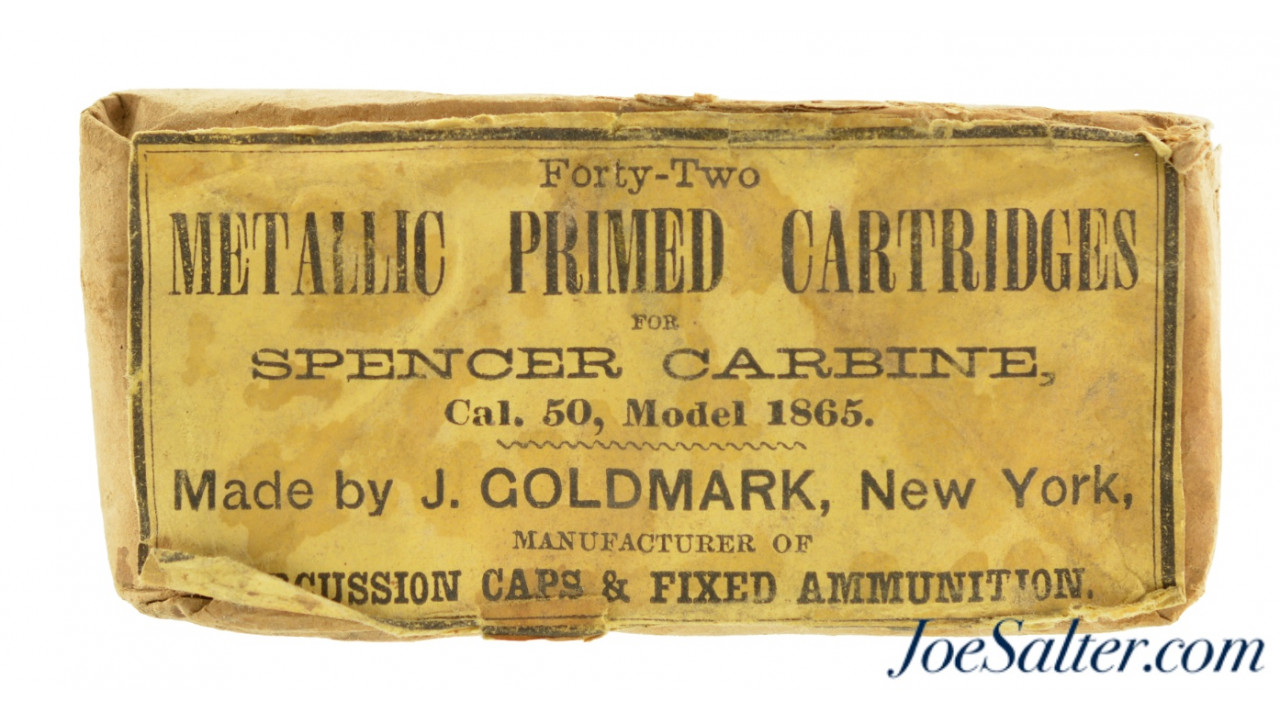 Forty-Two
METALLIC PRIMED CARTRIDGES
FOR
SPENCER CARBINE,
Cal. 50, Model 1865.
Made by J. GOLDMARK, New York,
MANUFACTURER OF
CUSSION CAPS & FIXED AMMUNITION.
JoeSalter.com